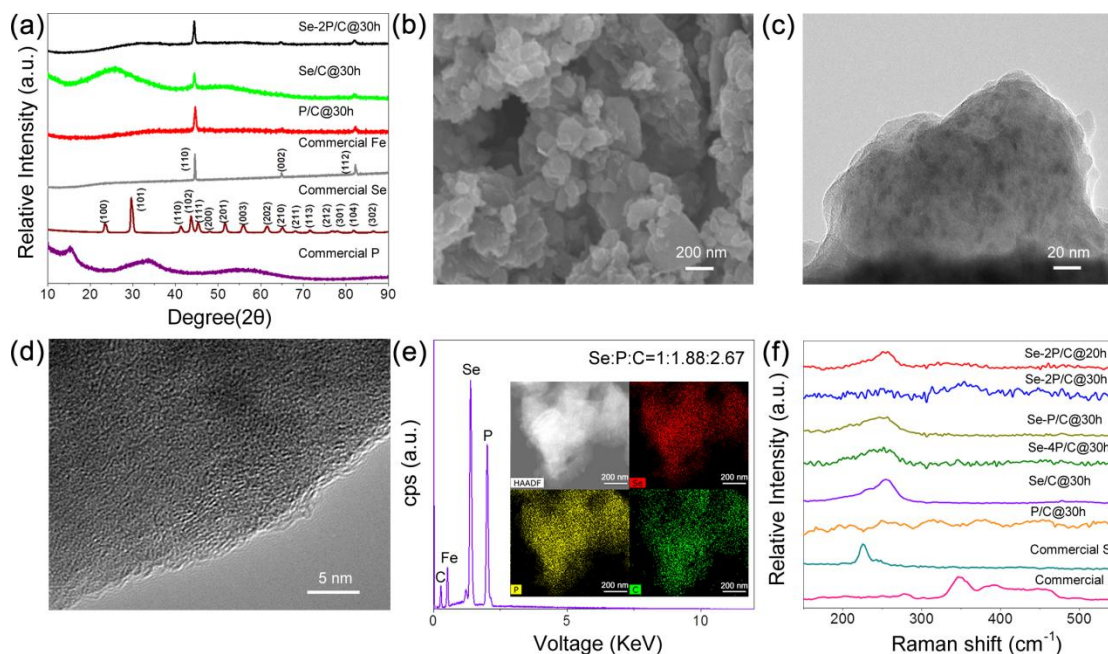 (a)
Relative Intensity (a.u.)
Se-2P/C@30h
Se/C@30h
P/C@30h
Commercial Fe
(110)
(002)
(112)
Commercial Se
(100)
(101)
(110)
(102)
(111)
(200)
(201)
(003)
(202)
(210)
(211)
(113)
(212)
(301)
(104)
(302)
Commercial P
10 20 30 40 50 60 70 80 90
Degree(2θ)
(b)
200 nm
(c)
20 nm
(d)
5 nm
(e)
cps (a.u.)
Se:P:C=1:1.88:2.67
C
Fe
Se
P
HAADF
200 nm
Se
200 nm
P
200 nm
C
200 nm
0 5 10
Voltage (KeV)
(f)
Relative Intensity (a.u.)
Se-2P/C@20h
Se-2P/C@30h
Se-P/C@30h
Se-4P/C@30h
Se/C@30h
P/C@30h
Commercial S
Commercial
200 300 400 500
Raman shift (cm⁻¹)